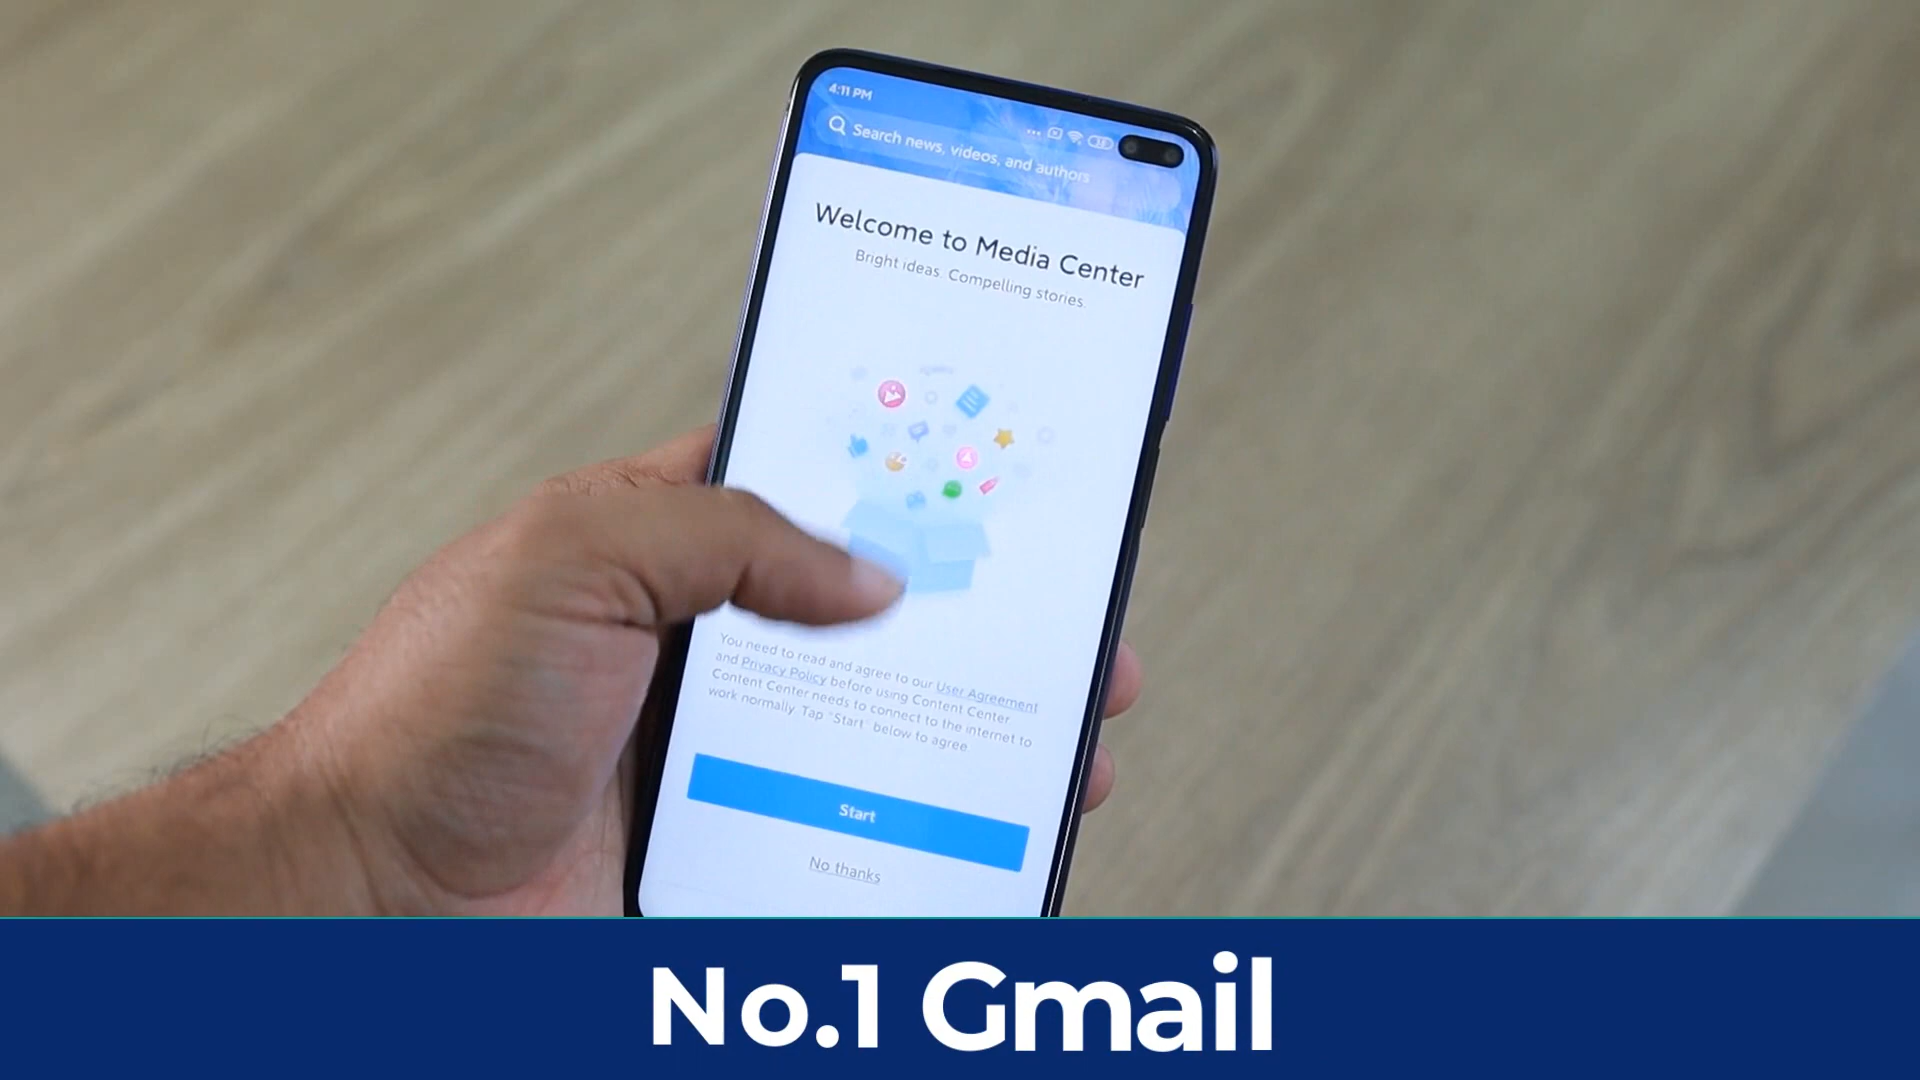 4:11 PM
Search news, videos, and authors
Welcome to Media Center
Bright ideas. Compelling stories.
You need to read and agree to our User Agreement
and Privacy Policy before using Content Center
Content Center needs to connect to the internet to
work normally. Tap "Start" below to agree
Start
No thanks
No.1 Gmail